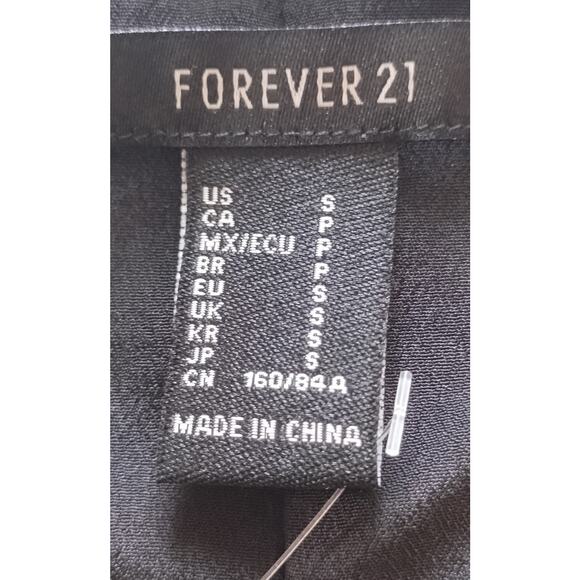 FOREVER 21
US S
CA P
MX/ECU P
BR P
EU S
UK S
KR S
JP S
CN 160/84A
MADE IN CHINA